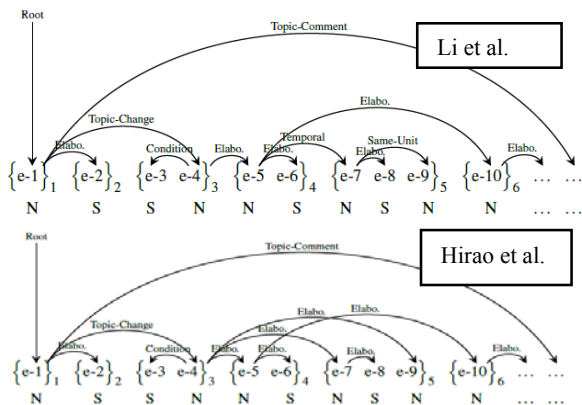 Root
Topic-Comment
Li et al.
Topic-Change
Elabo.
Elabo. Condition Elabo. Temporal Elabo. Elabo. Same-Unit Elabo.
{e-1}1 {e-2}2 {e-3 e-4}3 {e-5 e-6}4 {e-7 e-8 e-9}5 {e-10}6 ... ...
N S S N N S N S N N ... ...
Root
Topic-Comment
Hirao et al.
Elabo. Elabo.
Topic-Change Elabo.
Elabo. Condition Elabo. Elabo. Elabo. Elabo.
{e-1}1 {e-2}2 {e-3 e-4}3 {e-5 e-6}4 {e-7 e-8 e-9}5 {e-10}6 ... ...
N S S N N S N S N N ... ...